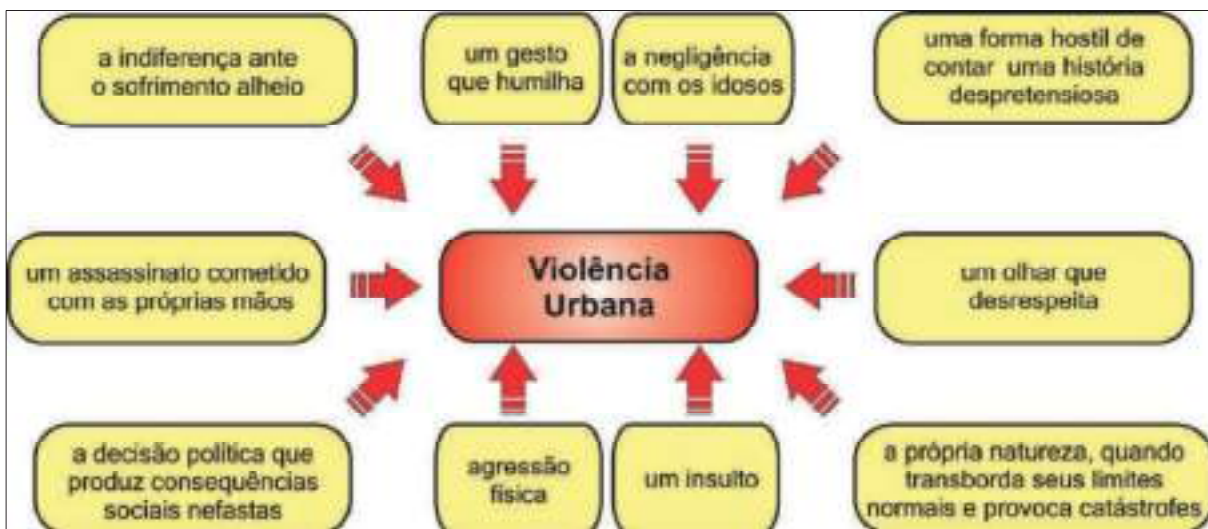 a indiferença ante
o sofrimento alheio
um gesto
que humilha
a negligência
com os idosos
uma forma hostil de
contar uma história
despretensiosa
um assassinato cometido
com as próprias mãos
Violência
Urbana
um olhar que
desrespeita
a decisão política que
produz consequências
sociais nefastas
agressão
física
um insulto
a própria natureza, quando
transborda seus limites
normais e provoca catástrofes